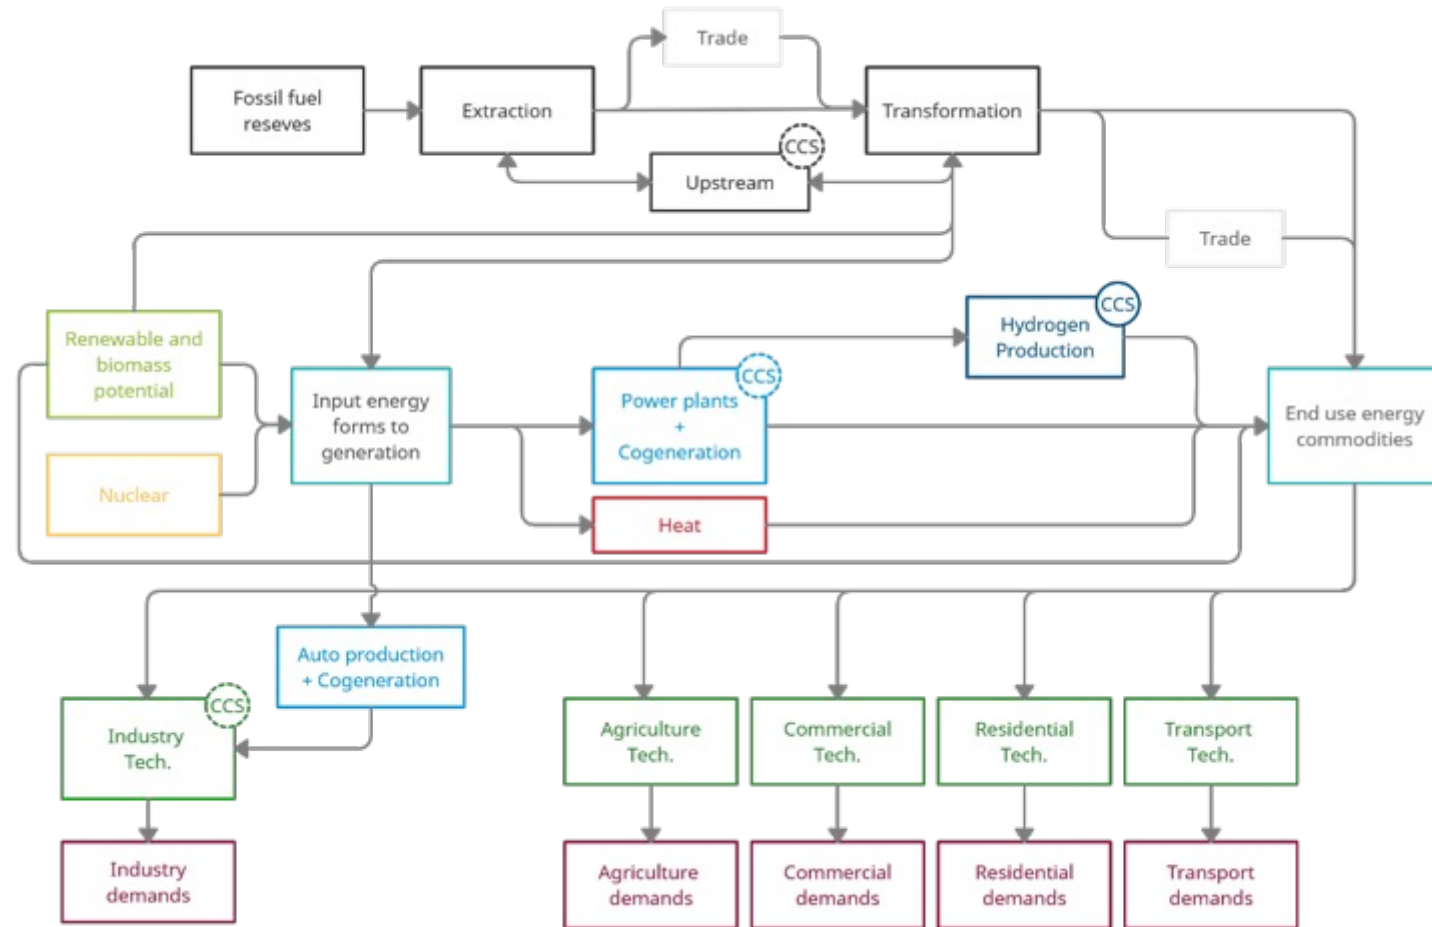 Trade
Fossil fuel
reseves
Extraction
Transformation
CCS
Upstream
Trade
Renewable and
biomass
potential
CCS
Hydrogen
Production
Input energy
forms to
generation
CCS
Power plants
+
Cogeneration
End use energy
commodities
Nuclear
Heat
Auto production
+ Cogeneration
CCS
Industry
Tech.
Agriculture
Tech.
Commercial
Tech.
Residential
Tech.
Transport
Tech.
Industry
demands
Agriculture
demands
Commercial
demands
Residential
demands
Transport
demands